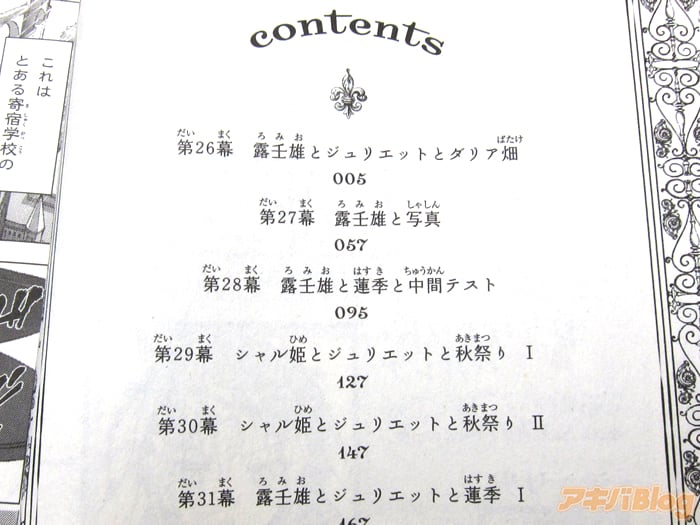 contents
第26幕 露壬雄とジュリエットとダリア畑
005
第27幕 露壬雄と写真
057
第28幕 露壬雄と蓮季と中間テスト
095
第29幕 シャル姫とジュリエットと秋祭り Ⅰ
127
第30幕 シャル姫とジュリエットと秋祭り Ⅱ
147
第31幕 露壬雄とジュリエットと蓮季 Ⅰ
167
これは
とある寄宿学校の
アキバBlog